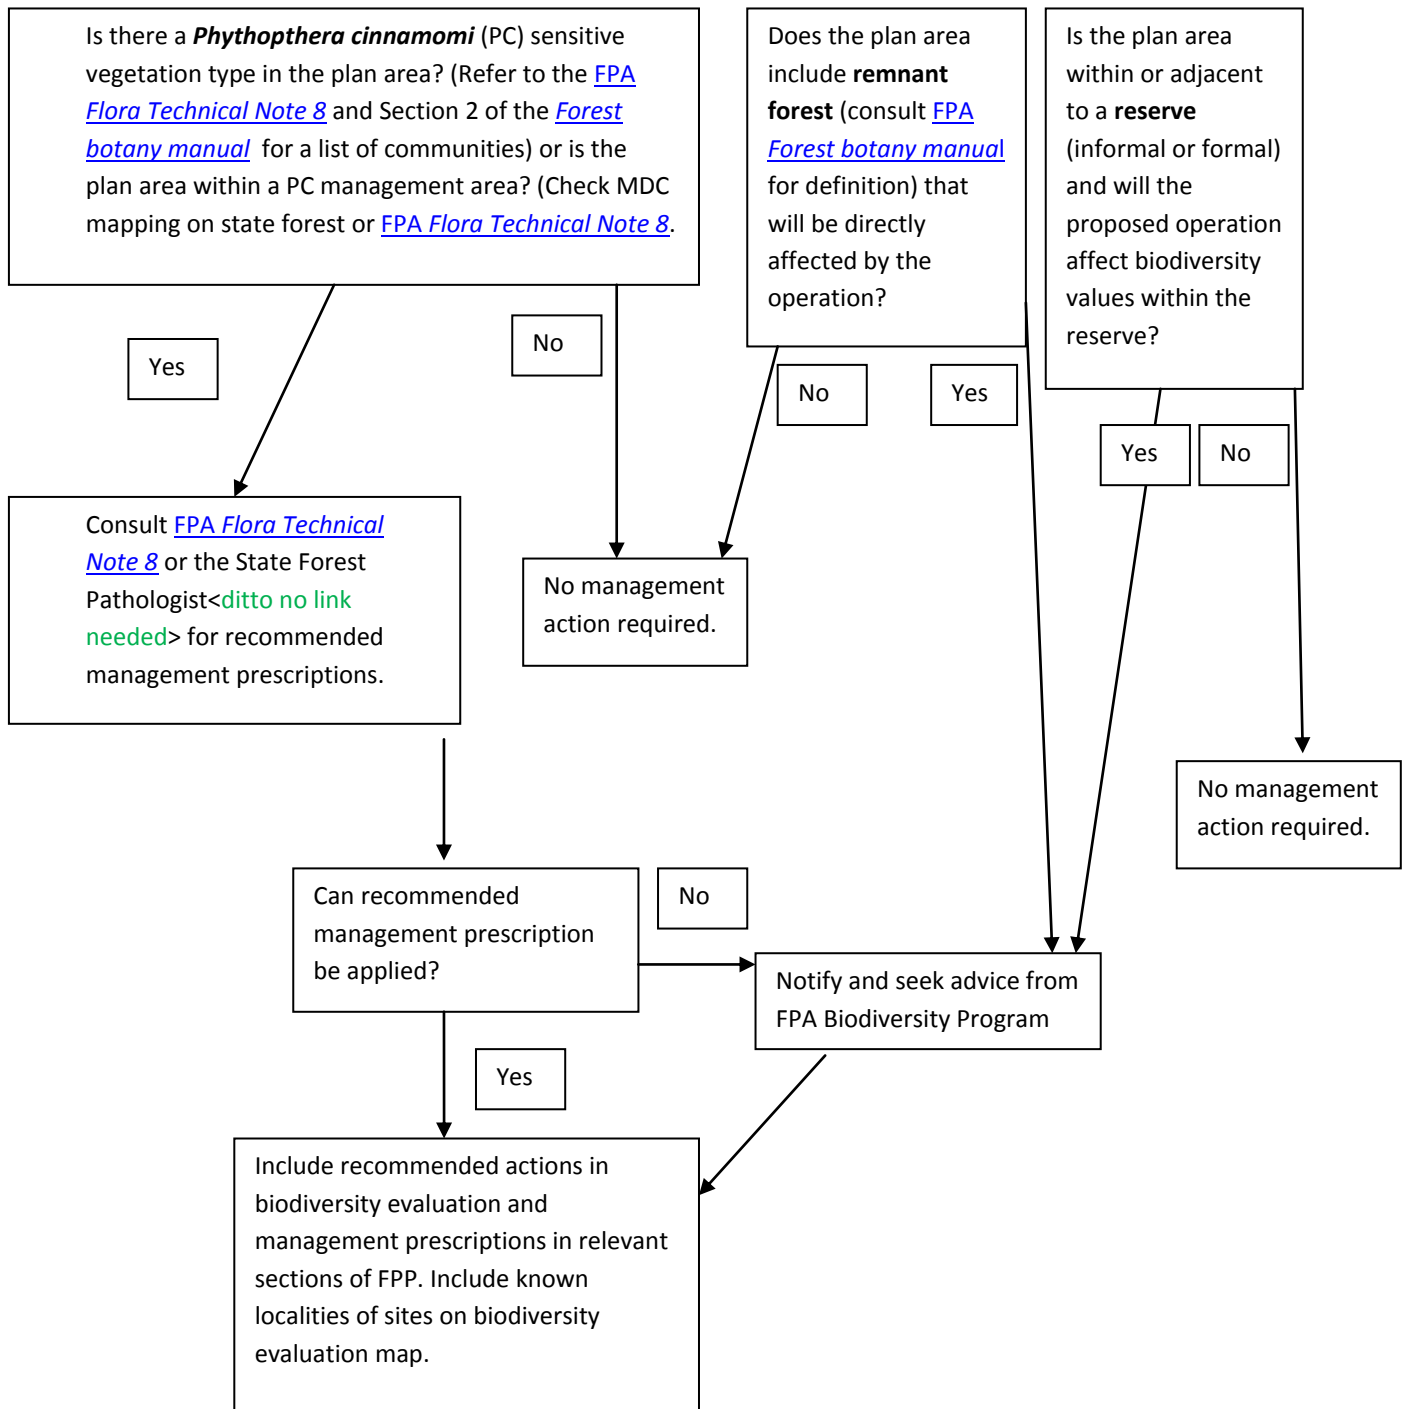 Is there a Phythopthera cinnamomi (PC) sensitive
vegetation type in the plan area? (Refer to the FPA
Flora Technical Note 8 and Section 2 of the Forest
botany manual for a list of communities) or is the
plan area within a PC management area? (Check MDC
mapping on state forest or FPA Flora Technical Note 8.
Does the plan area
include remnant
forest (consult FPA
Forest botany manual
for definition) that
will be directly
affected by the
operation?
Is the plan area
within or adjacent
to a reserve
(informal or formal)
and will the
proposed operation
affect biodiversity
values within the
reserve?
Yes
No
No
Yes
Yes
No
Consult FPA Flora Technical
Note 8 or the State Forest
Pathologist<ditto no link
needed> for recommended
management prescriptions.
No management
action required.
No management
action required.
Can recommended
management prescription
be applied?
No
Notify and seek advice from
FPA Biodiversity Program
Yes
Include recommended actions in
biodiversity evaluation and
management prescriptions in relevant
sections of FPP. Include known
localities of sites on biodiversity
evaluation map.